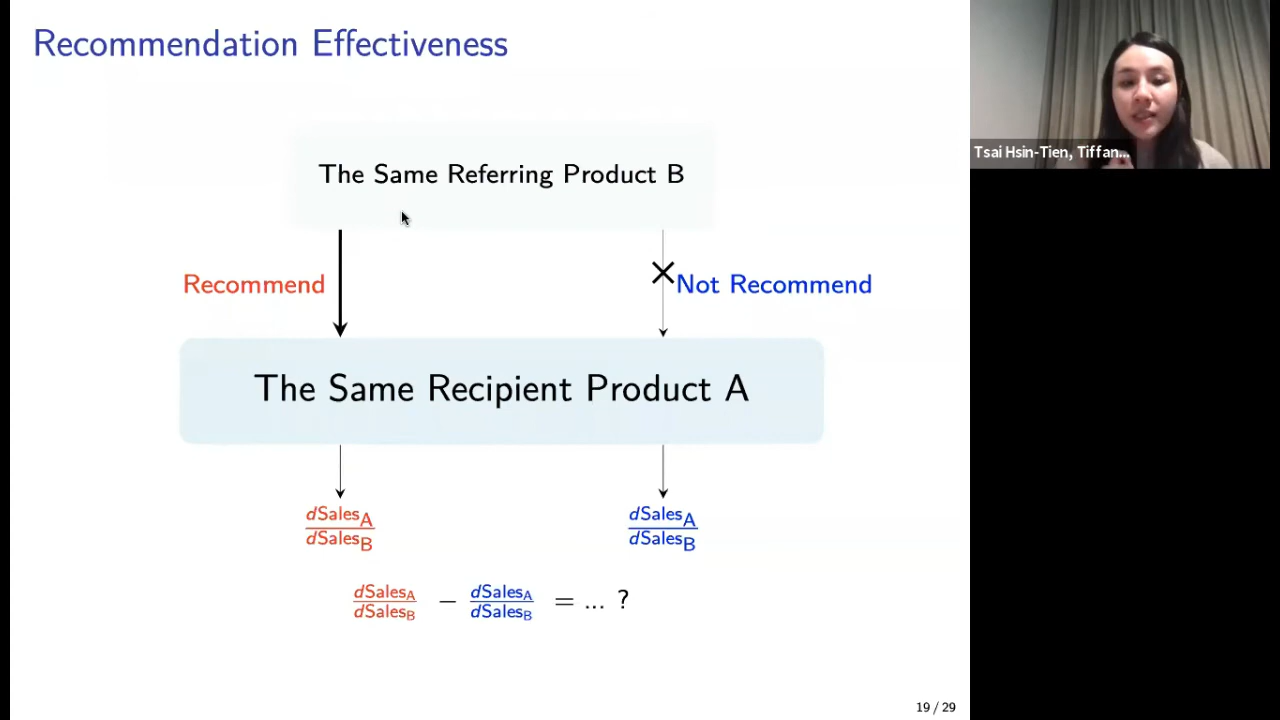 Recommendation Effectiveness
Tsai Hsin-Tien, Tiffan...
The Same Referring Product B
Recommend
Not Recommend
The Same Recipient Product A
dSalesA/dSalesB
dSalesA/dSalesB
dSalesA/dSalesB − dSalesA/dSalesB = ... ?
19 / 29